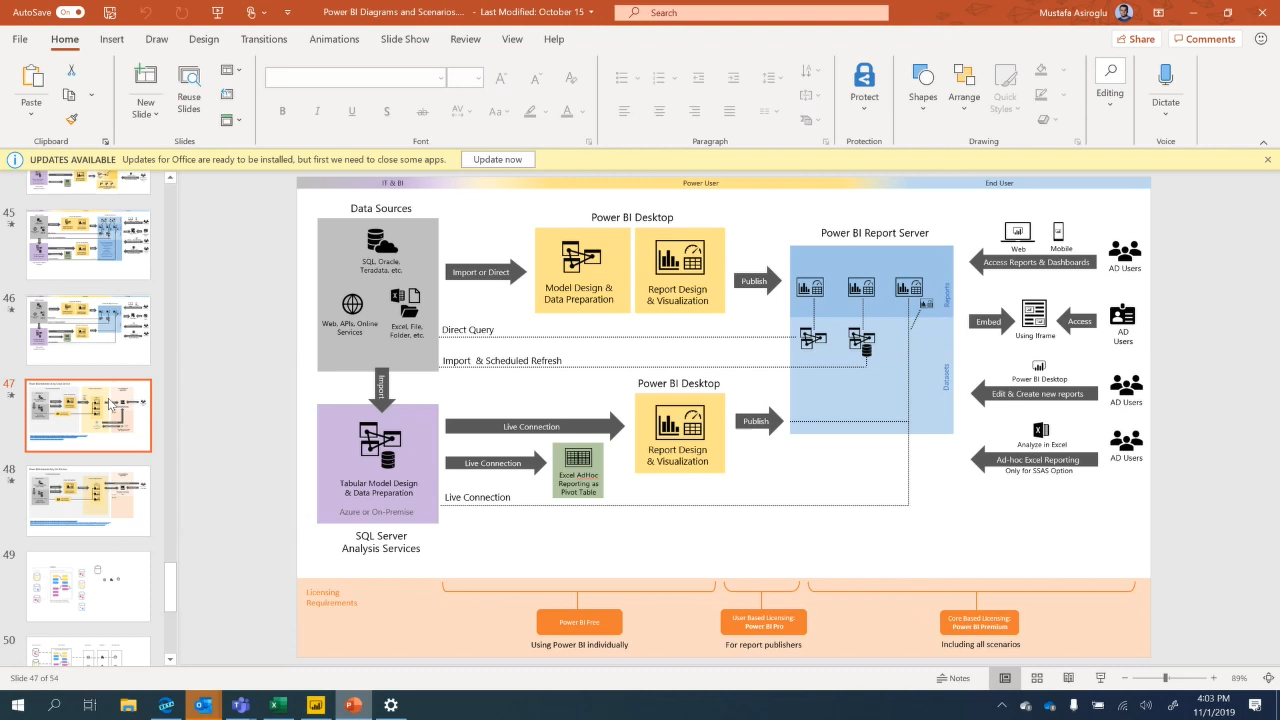 AutoSave On
Power BI Diagrams and Scenarios... - Last Modified: October 15
Search
Mustafa Asiroglu
File Home Insert Draw Design Transitions Animations Slide Show Review View Help
Share Comments
Paste
New
Slide
Reuse
Slides
B U S ab AV Aa A
Protect
Shapes Arrange Quick
Styles
Editing
Dictate
Clipboard Slides Font Paragraph Protection Drawing Voice
UPDATES AVAILABLE Updates for Office are ready to be installed, but first we need to close some apps. Update now
45
46
47
48
49
50
IT & BI Power User End User
Data Sources
SQL, Oracle,
Teradata, etc.
Web, APIs, Online
Services
Excel, File,
Folder, etc.
Import
Tabular Model Design
& Data Preparation
Azure or On-Premise
SQL Server
Analysis Services
Import or Direct
Power BI Desktop
Model Design &
Data Preparation
Report Design
& Visualization
Publish
Direct Query
Import & Scheduled Refresh
Power BI Desktop
Live Connection
Report Design
& Visualization
Publish
Live Connection
Excel AdHoc
Reporting as
Pivot Table
Live Connection
Power BI Report Server
Reports
Datasets
Web Mobile
Access Reports & Dashboards
AD Users
Embed
Using Iframe
Access
AD
Users
Power BI Desktop
Edit & Create new reports
AD Users
Analyze in Excel
Ad-hoc Excel Reporting
Only for SSAS Option
AD Users
Licensing
Requirements
Power BI Free
Using Power BI individually
User Based Licensing:
Power BI Pro
For report publishers
Core Based Licensing:
Power BI Premium
Including all scenarios
Slide 47 of 54
Notes
89%
4:03 PM
11/1/2019